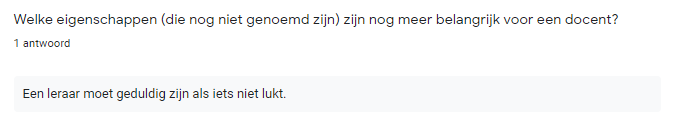 Welke eigenschappen (die nog niet genoemd zijn) zijn nog meer belangrijk voor een docent?
1 antwoord
Een leraar moet geduldig zijn als iets niet lukt.